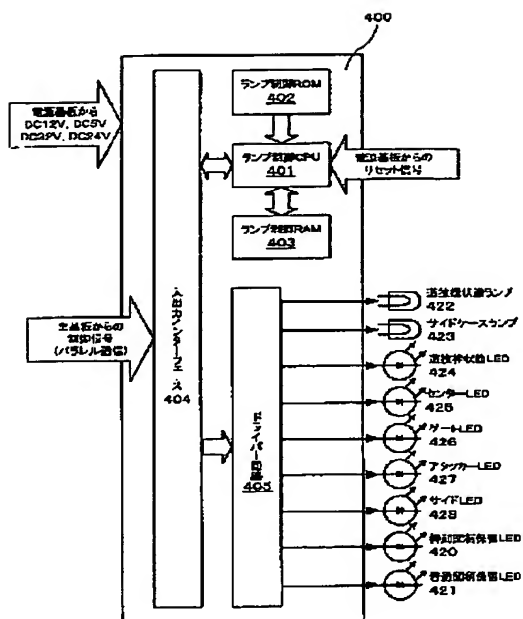 400
電源基板から
DC12V, DC5V
DC32V, DC24V
ランプ制御ROM
402
ランプ制御CPU
401
電源基板からの
リセット信号
ランプ制御RAM
403
主基板からの
制御信号
(パラレル通信)
入出力インターフェース
404
ドライバー回路
405
遊技機状態ランプ
422
サイドケースランプ
423
遊技機状態LED
424
センターLED
425
ゲートLED
426
アタッカーLED
427
サイドLED
428
特別図柄保留LED
420
普通図柄保留LED
421